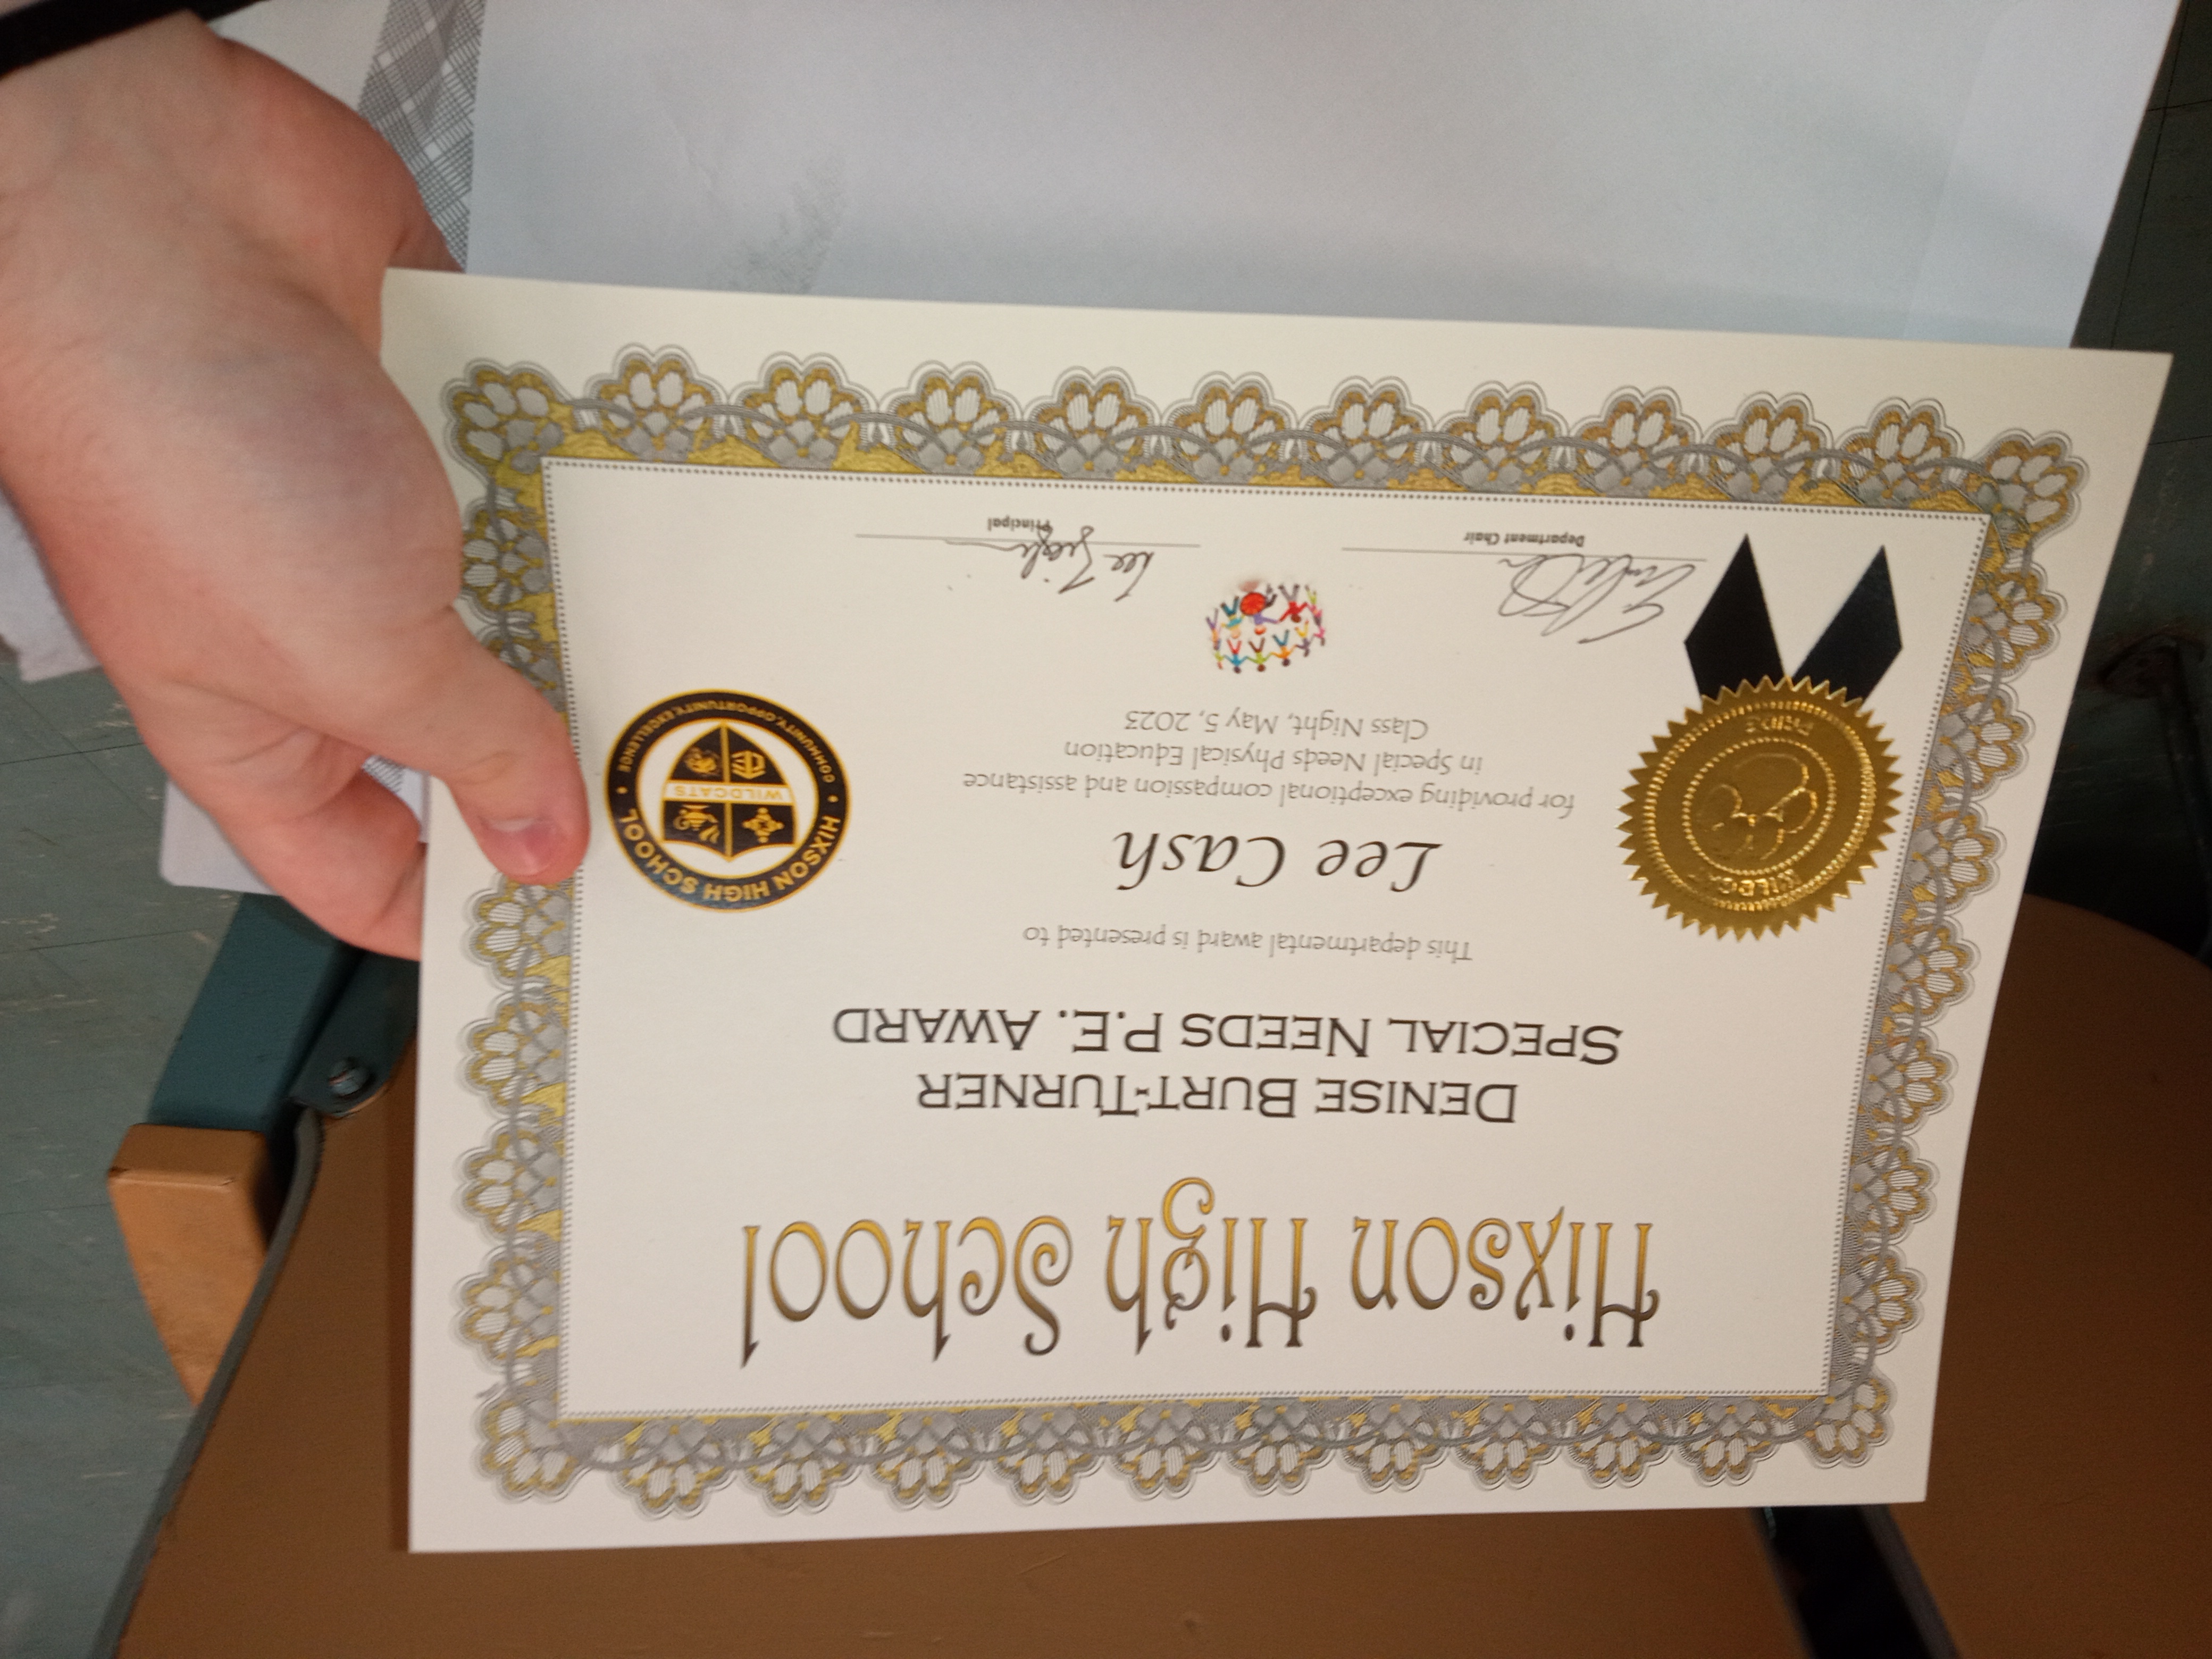 Hixson High School
DENISE BURT-TURNER
SPECIAL NEEDS P.E. AWARD
This departmental award is presented to
Lee Cash
for providing exceptional compassion and assistance
in Special Needs Physical Education
Class Night, May 5, 2023
WILDCAT
PRIDE
HIXSON HIGH SCHOOL
WILDCATS
COMMUNITY, OPPORTUNITY, EXCELLENCE
Department Chair
Lee Ziegler
Principal